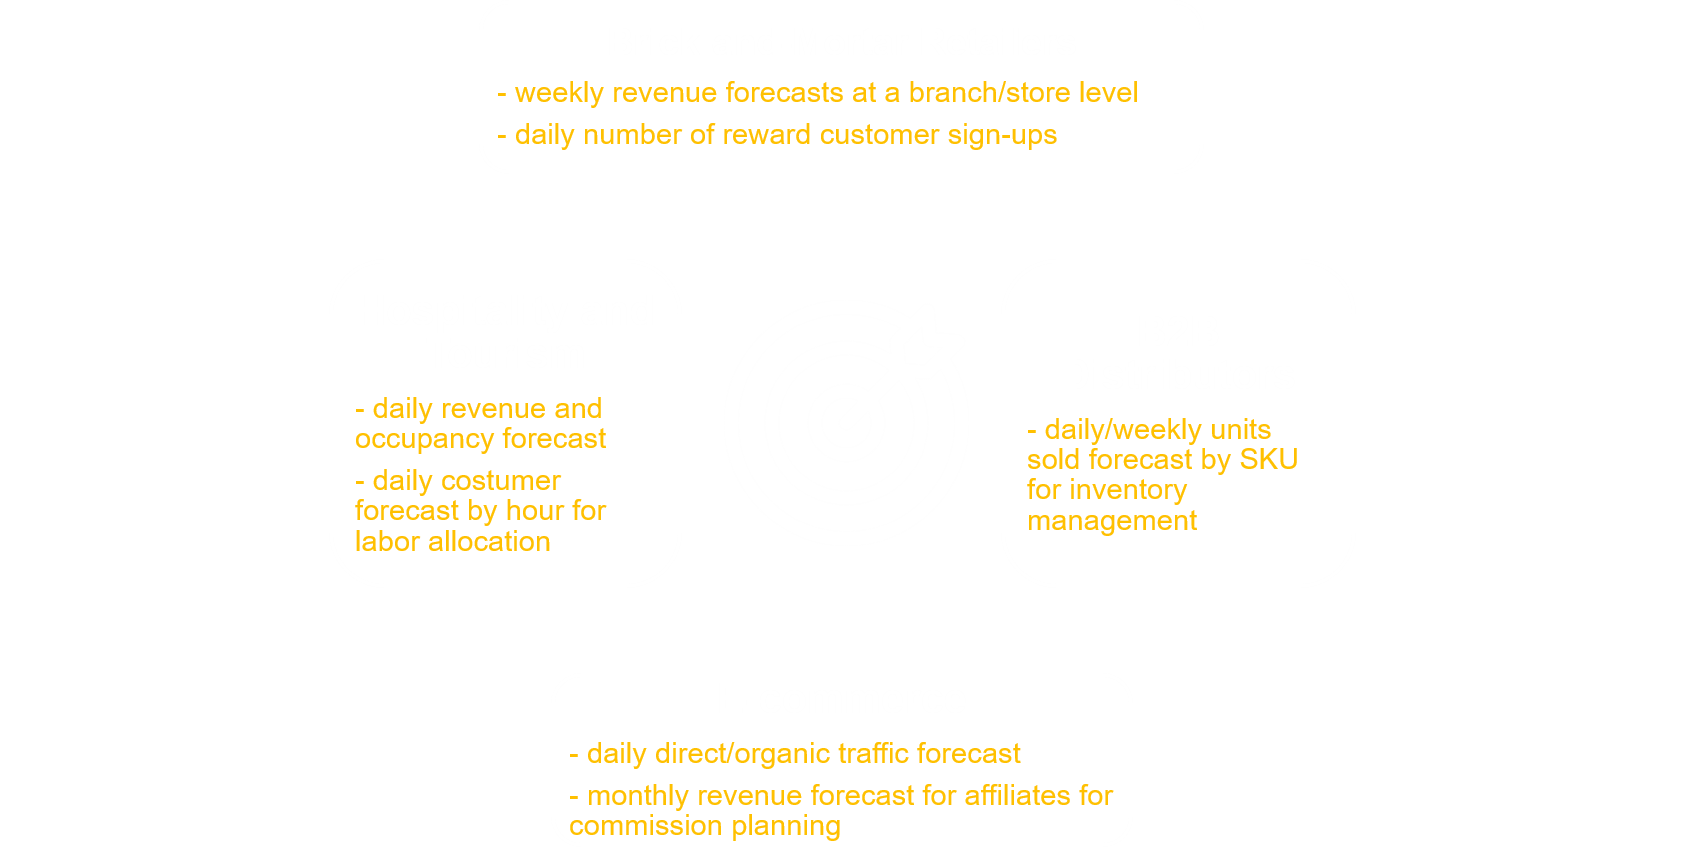 - weekly revenue forecasts at a branch/store level
- daily number of reward customer sign-ups
- daily revenue and
occupancy forecast
- daily costumer
forecast by hour for
labor allocation
- daily/weekly units
sold forecast by SKU
for inventory
management
- daily direct/organic traffic forecast
- monthly revenue forecast for affiliates for
commission planning